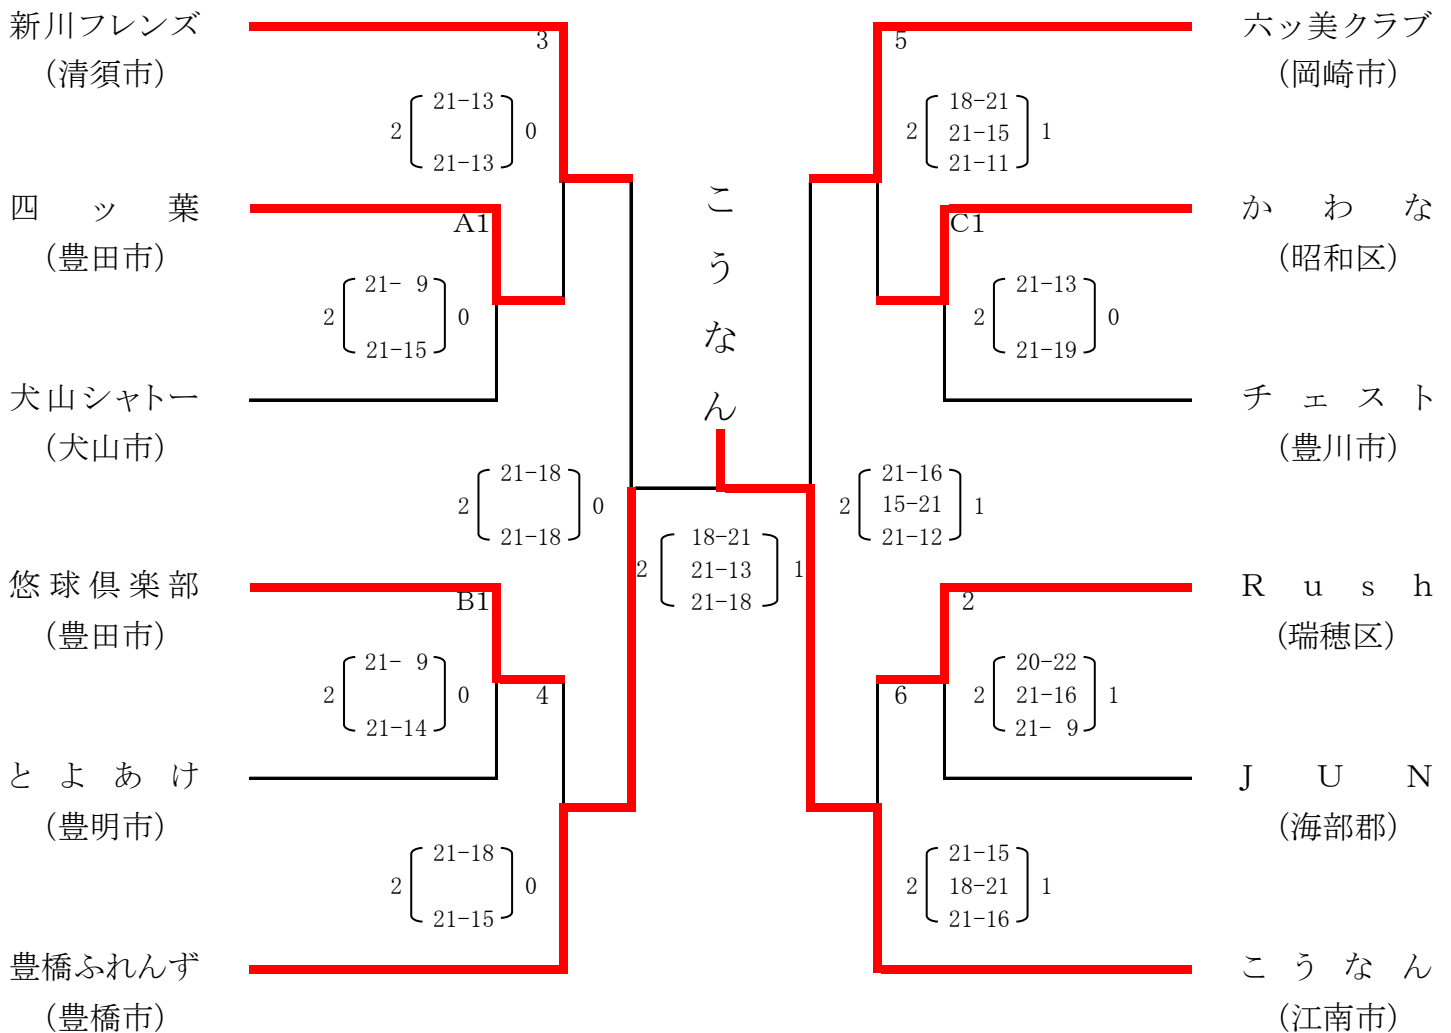 新川フレンズ
(清須市)
3
2 21-13 0
21-13
四ッ葉
(豊田市)
A1
2 21- 9 0
21-15
犬山シャトー
(犬山市)
2 21-18 0
21-18
悠球倶楽部
(豊田市)
B1
2 21- 9 0
21-14
4
とよあけ
(豊明市)
2 21-18 0
21-15
豊橋ふれんず
(豊橋市)
こうなん
18-21
2 21-13 1
21-18
六ッ美クラブ
(岡崎市)
5
18-21
2 21-15 1
21-11
かわな
(昭和区)
C1
2 21-13 0
21-19
チェスト
(豊川市)
21-16
2 15-21 1
21-12
Rush
(瑞穂区)
2
20-22
2 21-16 1
21- 9
6
JUN
(海部郡)
21-15
2 18-21 1
21-16
こうなん
(江南市)